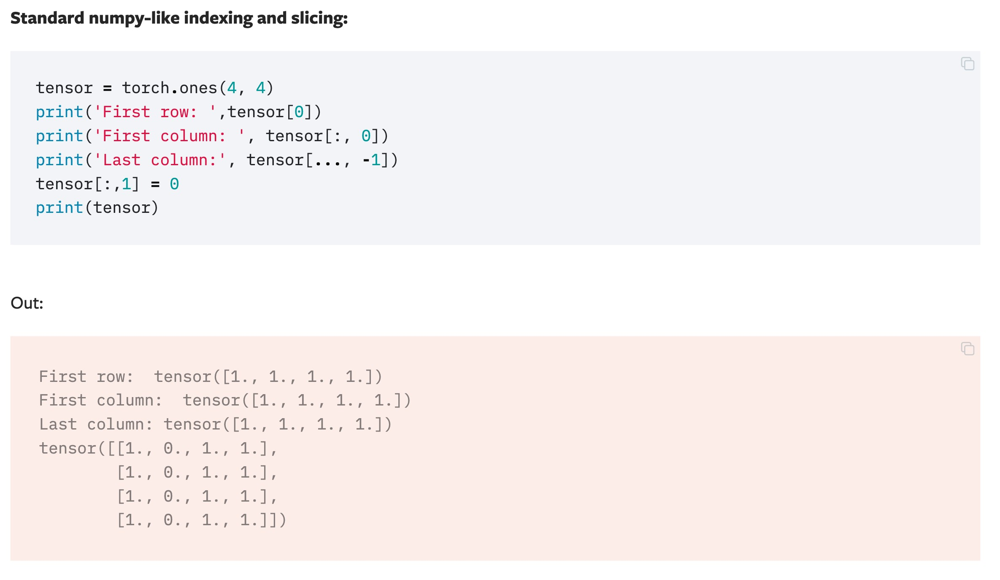 Standard numpy-like indexing and slicing:
tensor = torch.ones(4, 4)
print('First row: ',tensor[0])
print('First column: ', tensor[:, 0])
print('Last column:', tensor[..., -1])
tensor[:,1] = 0
print(tensor)
Out:
First row:  tensor([1., 1., 1., 1.])
First column:  tensor([1., 1., 1., 1.])
Last column: tensor([1., 1., 1., 1.])
tensor([[1., 0., 1., 1.],
        [1., 0., 1., 1.],
        [1., 0., 1., 1.],
        [1., 0., 1., 1.]])